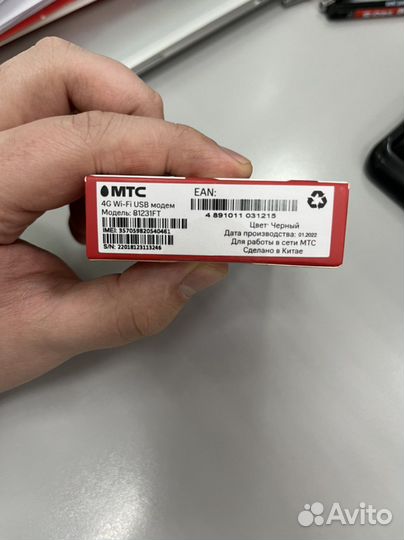 МТС
4G Wi-Fi USB модем
Модель: 81231FT
IMEI: 357059820540461
S/N: 22018123113246
EAN:
4 891011 031215
Цвет: Черный
Дата производства: 01.2022
Для работы в сети МТС
Сделано в Китае
Avito